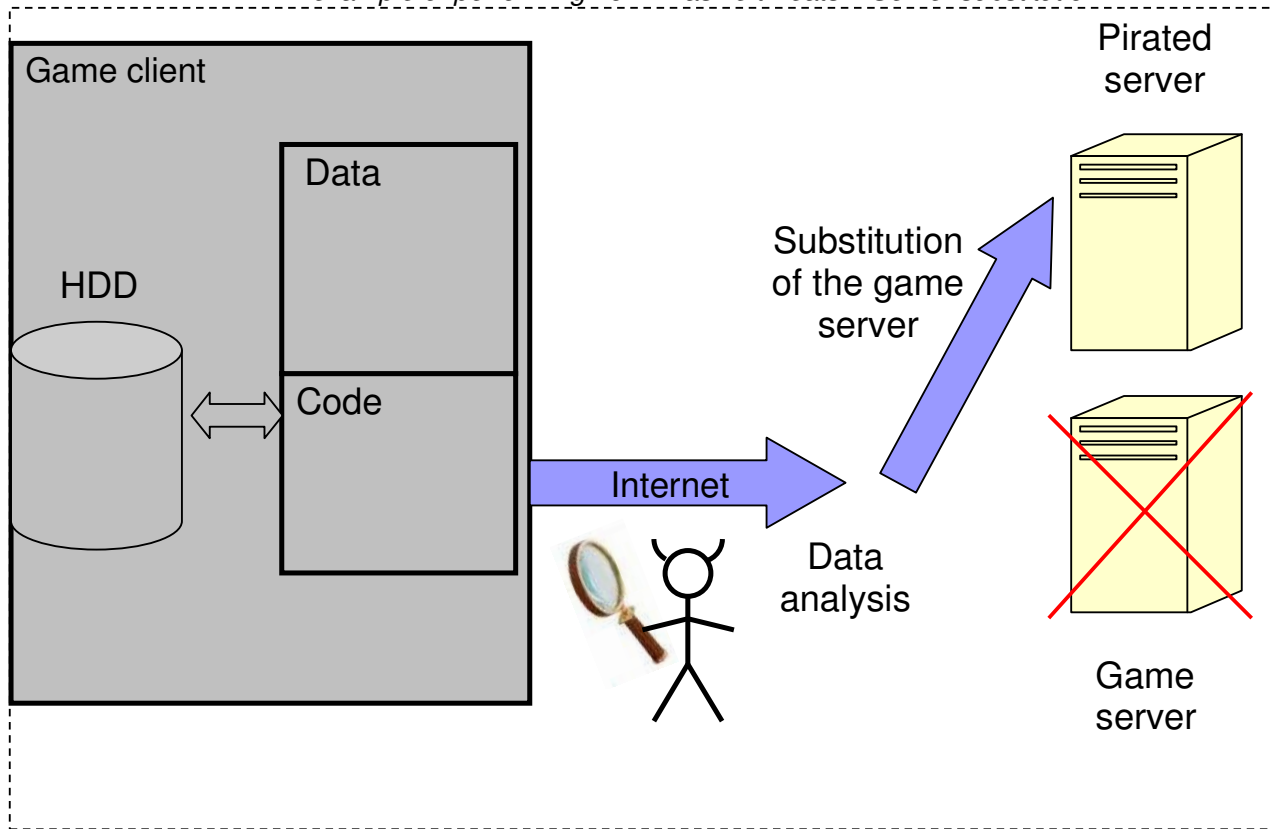 Game client
Data
HDD
Code
Internet
Data
analysis
Substitution
of the game
server
Pirated
server
Game
server